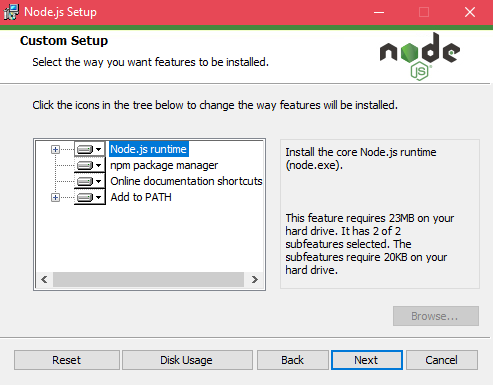 Node.js Setup
Custom Setup
Select the way you want features to be installed.
node
JS
Click the icons in the tree below to change the way features will be installed.
Node.js runtime
npm package manager
Online documentation shortcuts
Add to PATH
Install the core Node.js runtime
(node.exe).
This feature requires 23MB on your
hard drive. It has 2 of 2
subfeatures selected. The
subfeatures require 20KB on your
hard drive.
Browse...
Reset
Disk Usage
Back
Next
Cancel